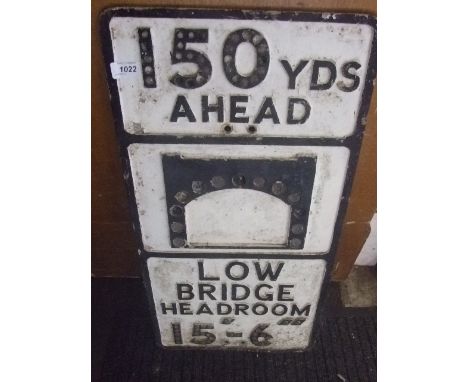 150 YDS
1022
AHEAD
LOW
BRIDGE
HEADROOM
15'-6"